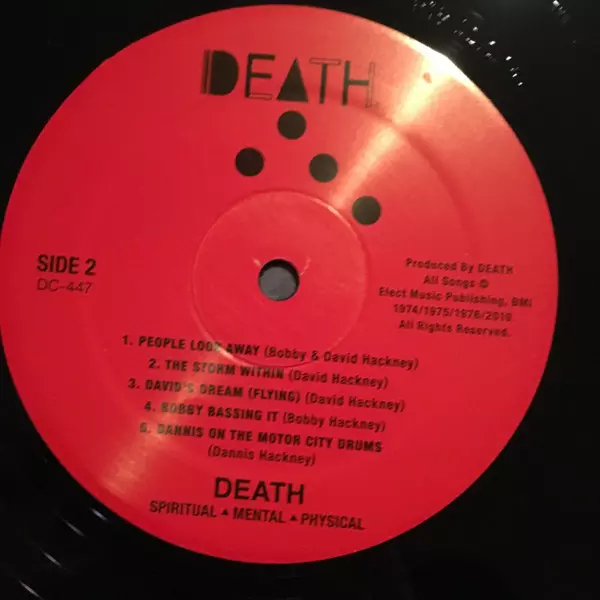 DEATH
SIDE 2
DC-447
Produced By DEATH
All Songs ©
Elect Music Publishing, BMI
1974/1975/1976/2010
All Rights Reserved.
1. PEOPLE LOOK AWAY (Bobby & David Hackney)
2. THE STORM WITHIN (David Hackney)
3. DAVID'S DREAM (FLYING) (David Hackney)
4. BOBBY BASSING IT (Bobby Hackney)
5. DANNIS ON THE MOTOR CITY DRUMS
(Dannis Hackney)
DEATH
SPIRITUAL ▲ MENTAL ▲ PHYSICAL